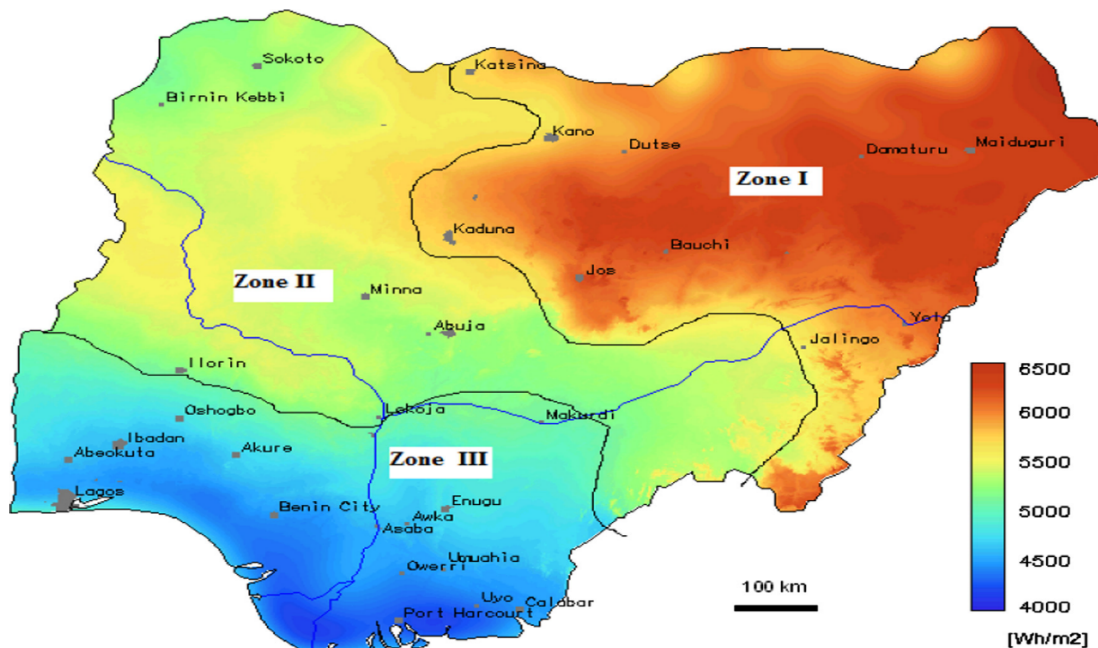 Sokoto
Katsina
Birnin Kebbi
Kano
Dutse
Damaturu
Maiduguri
Zone I
Kaduna
Bauchi
Jos
Zone II
Minna
Abuja
Yola
Jalingo
Ilorin
Oshogbo
Lokoja
Makurdi
Ibadan
Abeokuta
Akure
Zone III
Lagos
Benin City
Enugu
Awka
Asaba
Umuahia
Owerri
Uyo
Calabar
Port Harcourt
100 km
6500
6000
5500
5000
4500
4000
[Wh/m2]